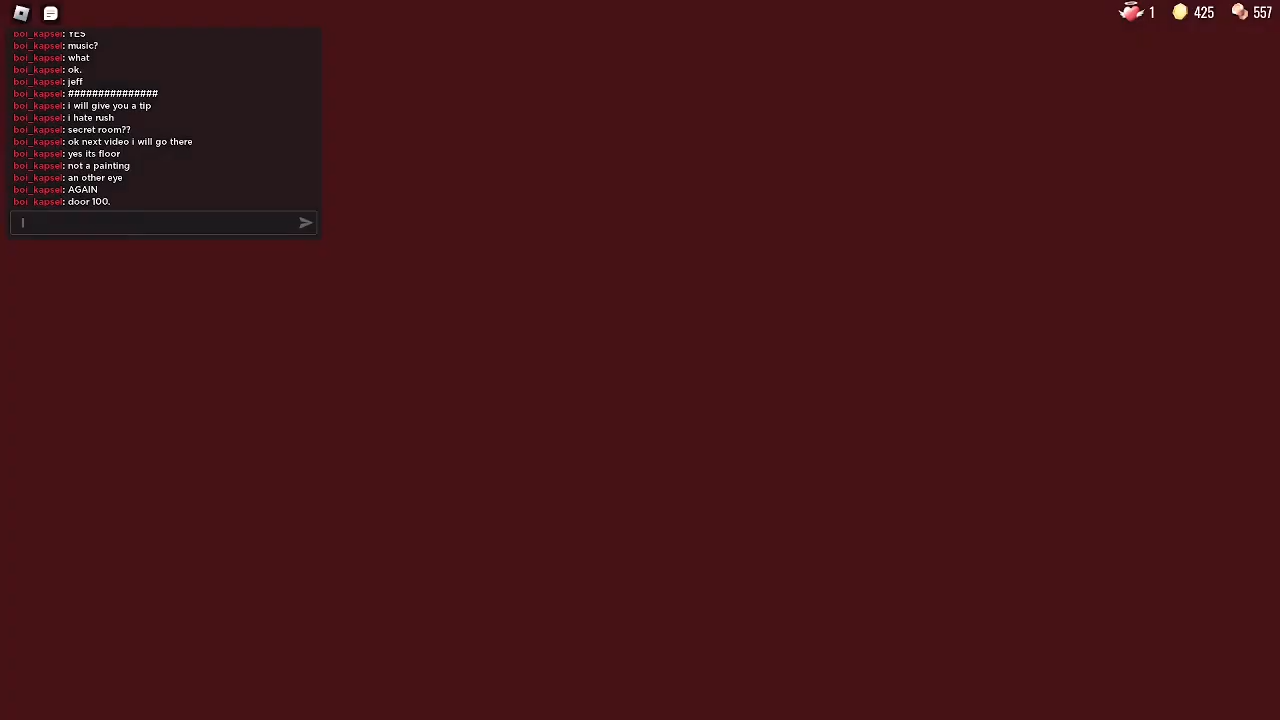 1 425 557
boi_kapsel: YES
boi_kapsel: music?
boi_kapsel: what
boi_kapsel: ok.
boi_kapsel: jeff
boi_kapsel: ###############
boi_kapsel: i will give you a tip
boi_kapsel: i hate rush
boi_kapsel: secret room??
boi_kapsel: ok next video i will go there
boi_kapsel: yes its floor
boi_kapsel: not a painting
boi_kapsel: an other eye
boi_kapsel: AGAIN
boi_kapsel: door 100.